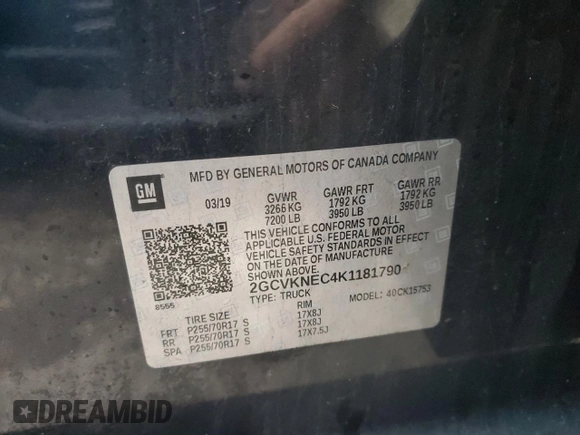 MFD BY GENERAL MOTORS OF CANADA COMPANY
GM
03/19 GVWR GAWR FRT GAWR RR
3266 KG 1792 KG 1792 KG
7200 LB 3950 LB 3950 LB
THIS VEHICLE CONFORMS TO ALL
APPLICABLE U.S. FEDERAL MOTOR
VEHICLE SAFETY STANDARDS IN EFFECT
ON THE DATE OF MANUFACTURE
SHOWN ABOVE.
2GCVKNEC4K1181790
8555 TYPE: TRUCK MODEL: 40CK15753
TIRE SIZE RIM
FRT P255/70R17 S 17X8J
RR P255/70R17 S 17X8J
SPA P255/70R17 S 17X7.5J
DREAMBID